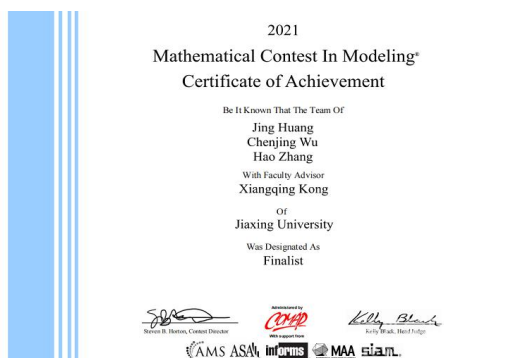 2021
Mathematical Contest In Modeling®
Certificate of Achievement
Be It Known That The Team Of
Jing Huang
Chenjing Wu
Hao Zhang
With Faculty Advisor
Xiangqing Kong
Of
Jiaxing University
Was Designated As
Finalist
Administered by
COMAP
With support from
Steven B. Horton, Contest Director
Kelly Black
Kelly Black, Head Judge
AMS ASA informs MAA siam.